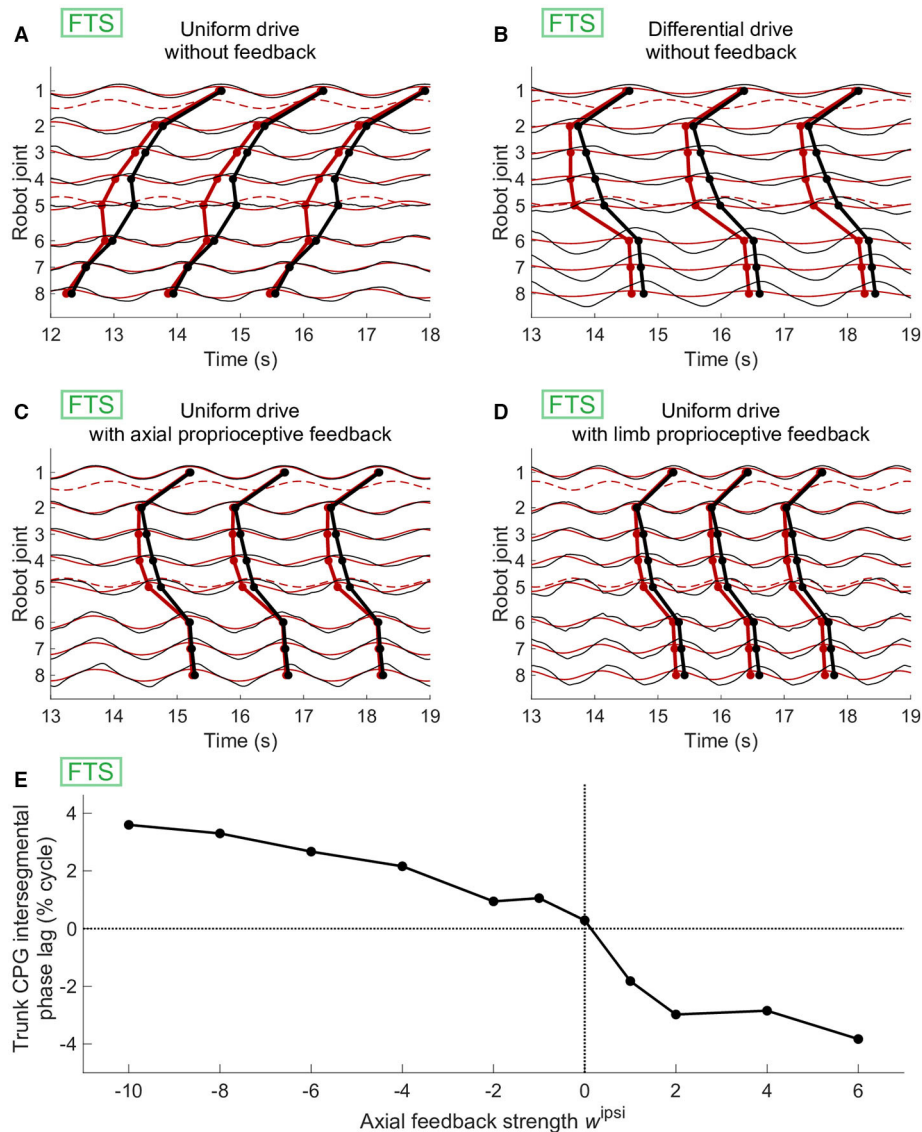 A
FTS
Uniform drive
without feedback
Robot joint
1
2
3
4
5
6
7
8
12 13 14 15 16 17 18
Time (s)
B
FTS
Differential drive
without feedback
Robot joint
1
2
3
4
5
6
7
8
13 14 15 16 17 18 19
Time (s)
C
FTS
Uniform drive
with axial proprioceptive feedback
Robot joint
1
2
3
4
5
6
7
8
13 14 15 16 17 18 19
Time (s)
D
FTS
Uniform drive
with limb proprioceptive feedback
Robot joint
1
2
3
4
5
6
7
8
13 14 15 16 17 18 19
Time (s)
E
FTS
Trunk CPG intersegmental
phase lag (% cycle)
4
2
0
-2
-4
-10 -8 -6 -4 -2 0 2 4 6
Axial feedback strength w^ipsi